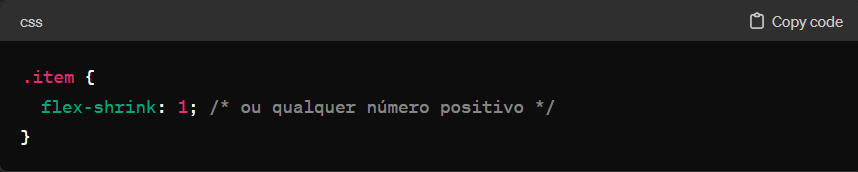 css Copy code
.item {
flex-shrink: 1; /* ou qualquer número positivo */
}